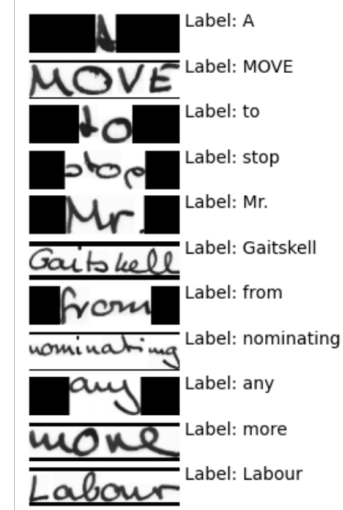 A Label: A
MOVE Label: MOVE
to Label: to
stop Label: stop
Mr. Label: Mr.
Gaitskell Label: Gaitskell
from Label: from
nominating Label: nominating
any Label: any
more Label: more
Labour Label: Labour